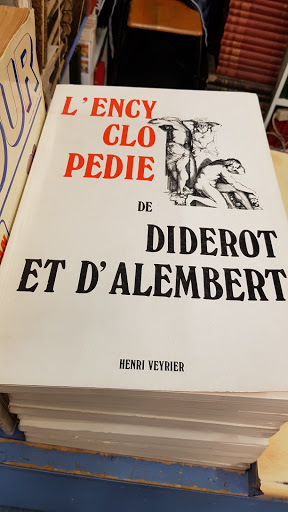 L'ENCY
CLO
PEDIE
DE
DIDEROT
ET D'ALEMBERT
HENRI VEYRIER